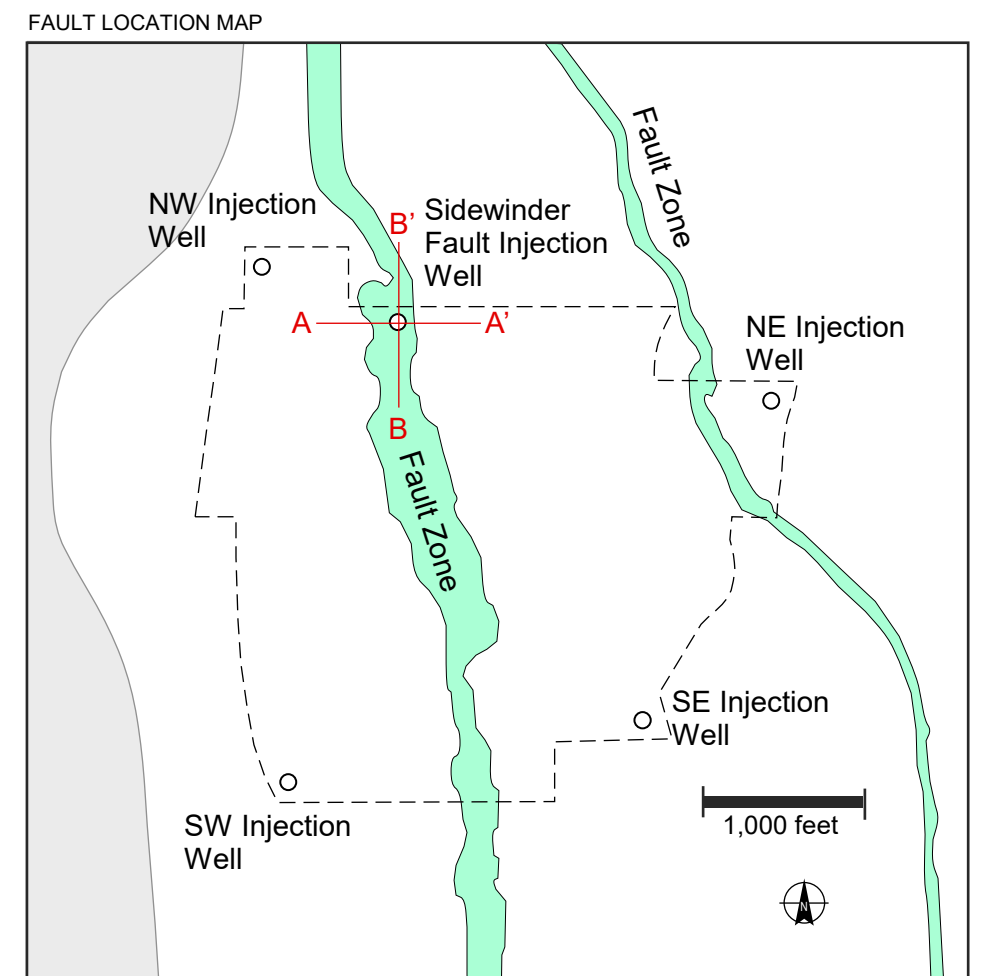 FAULT LOCATION MAP
Fault Zone
NW Injection
Well
B’
Sidewinder
Fault Injection
Well
A
A’
NE Injection
Well
B
Fault Zone
SE Injection
Well
1,000 feet
SW Injection
Well
N